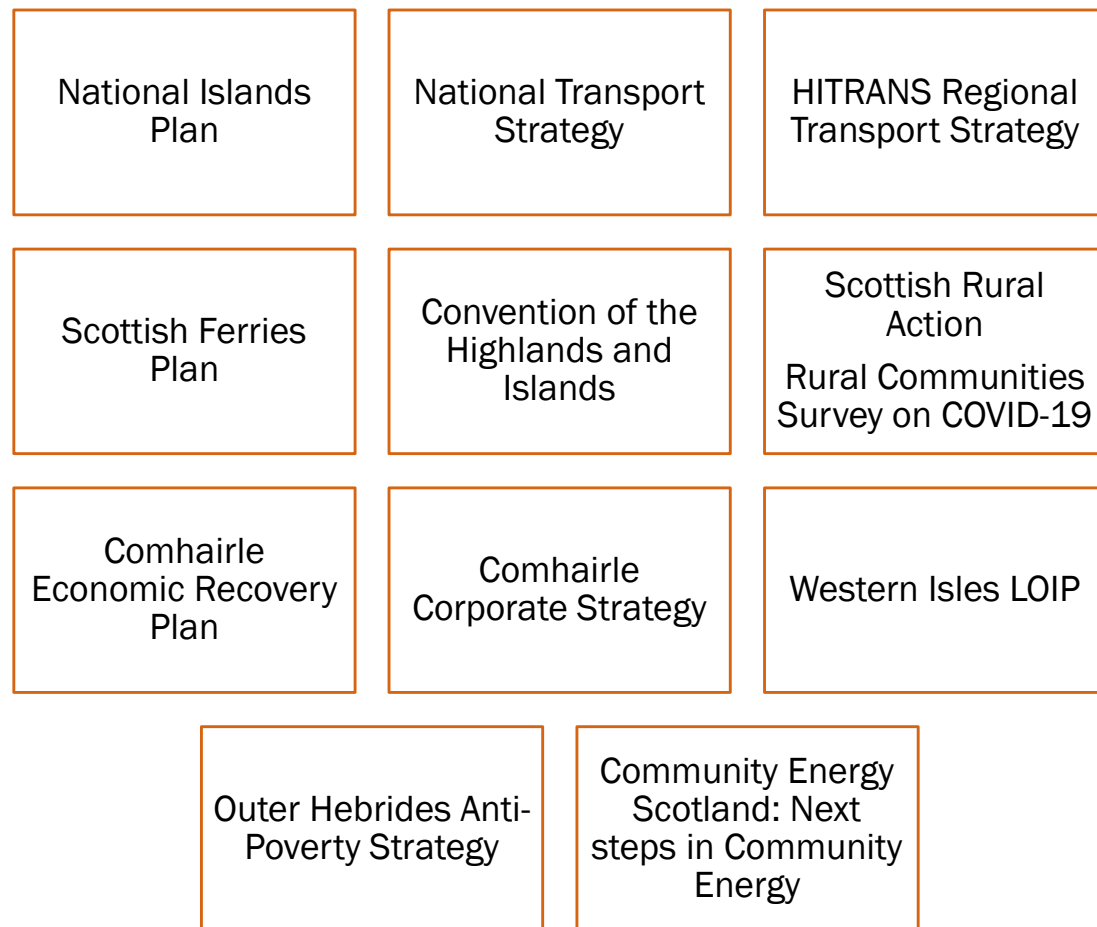 National Islands
Plan
National Transport
Strategy
HITRANS Regional
Transport Strategy
Scottish Ferries
Plan
Convention of the
Highlands and
Islands
Scottish Rural
Action
Rural Communities
Survey on COVID-19
Comhairle
Economic Recovery
Plan
Comhairle
Corporate Strategy
Western Isles LOIP
Outer Hebrides Anti-
Poverty Strategy
Community Energy
Scotland: Next
steps in Community
Energy